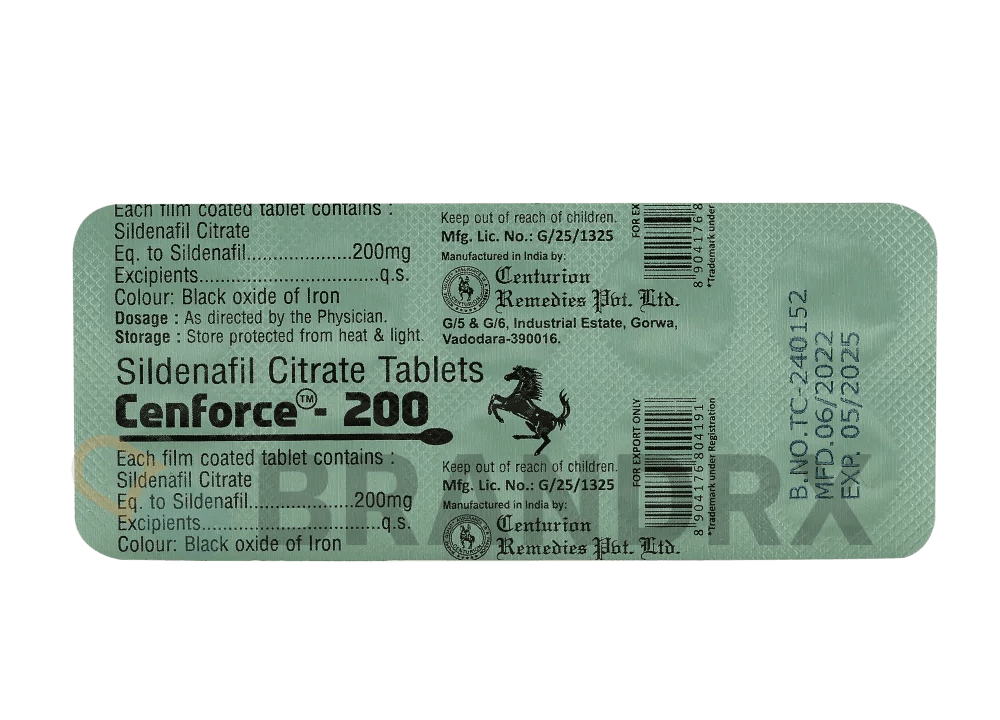 Each film coated tablet contains :
Sildenafil Citrate
Eq. to Sildenafil....................200mg
Excipients..................................q.s.
Colour: Black oxide of Iron
Dosage : As directed by the Physician.
Storage : Store protected from heat & light.
Keep out of reach of children.
Mfg. Lic. No.: G/25/1325
Manufactured in India by:
Centurion
Remedies Pvt. Ltd.
G/5 & G/6, Industrial Estate, Gorwa,
Vadodara-390016.
FOR EX
8 904176 8
*Trademark under
Sildenafil Citrate Tablets
Cenforce™- 200
Each film coated tablet contains :
Sildenafil Citrate
Eq. to Sildenafil....................200mg
Excipients..................................q.s.
Colour: Black oxide of Iron
Keep out of reach of children.
Mfg. Lic. No.: G/25/1325
Manufactured in India by:
Centurion
Remedies Pvt. Ltd.
FOR EXPORT ONLY
8 904176 804191
*Trademark under Registration
B.NO.TC-240152
MFD.06/2022
EXP. 05/2025
BRANDRX